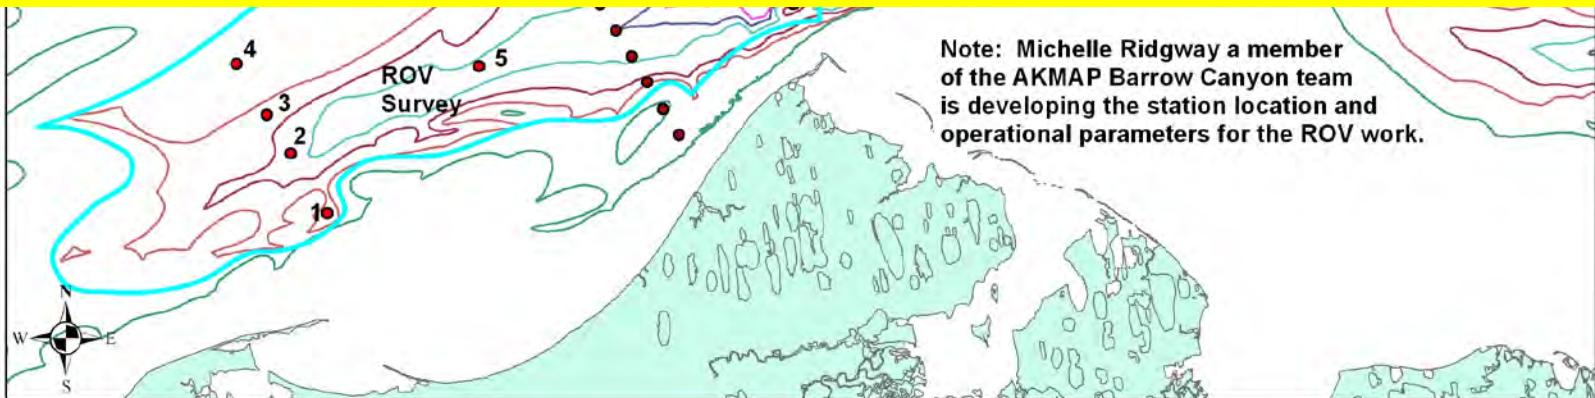 4
5
ROV
Survey
3
2
1
Note: Michelle Ridgway a member
of the AKMAP Barrow Canyon team
is developing the station location and
operational parameters for the ROV work.
N
W E
S